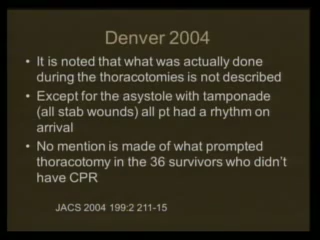 Denver 2004
• It is noted that what was actually done
during the thoracotomies is not described
• Except for the asystole with tamponade
(all stab wounds) all pt had a rhythm on
arrival
• No mention is made of what prompted
thoracotomy in the 36 survivors who didn't
have CPR
JACS 2004 199:2 211-15